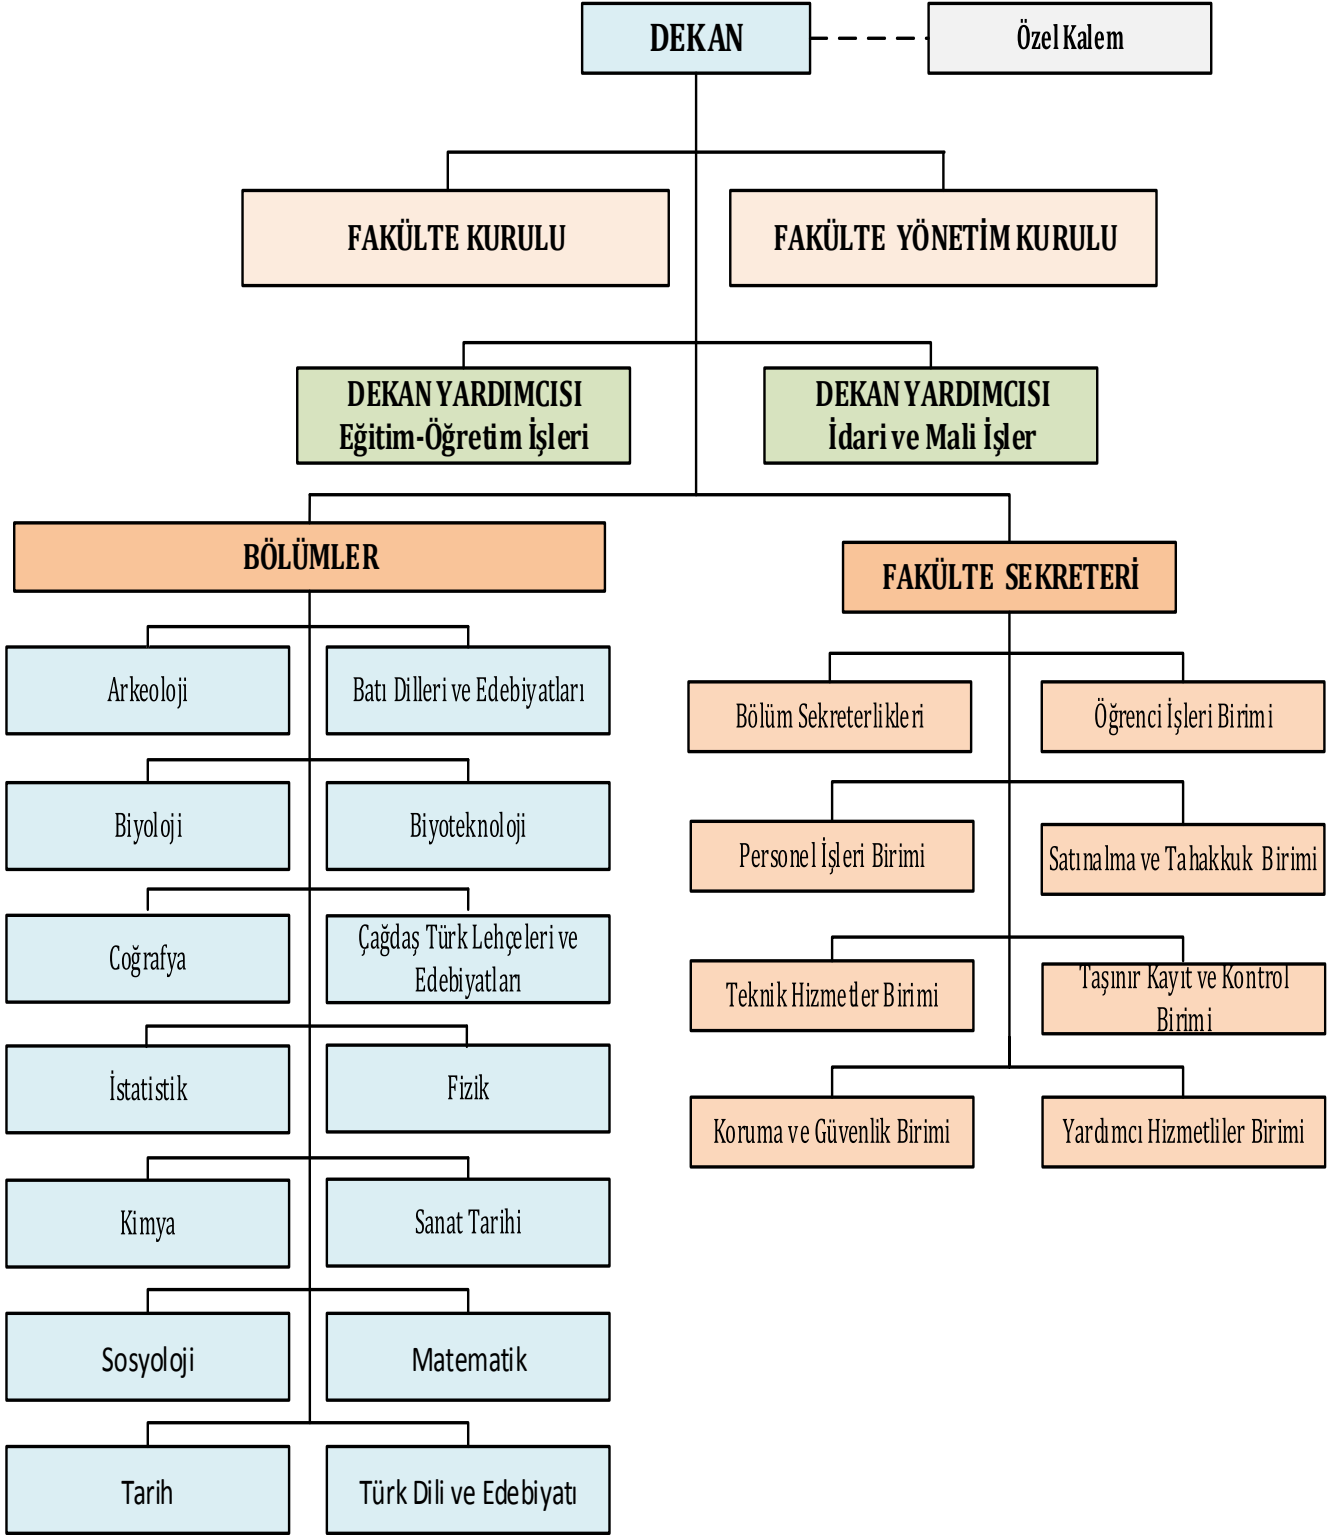 DEKAN
Özel Kalem
FAKÜLTE KURULU
FAKÜLTE YÖNETİM KURULU
DEKAN YARDIMCISI
Eğitim-Öğretim İşleri
DEKAN YARDIMCISI
İdari ve Mali İşler
BÖLÜMLER
FAKÜLTE SEKRETERİ
Arkeoloji
Batı Dilleri ve Edebiyatları
Bölüm Sekreterlikleri
Öğrenci İşleri Birimi
Biyoloji
Biyoteknoloji
Personel İşleri Birimi
Satınalma ve Tahakkuk Birimi
Coğrafya
Çağdaş Türk Lehçeleri ve
Edebiyatları
Teknik Hizmetler Birimi
Taşınır Kayıt ve Kontrol
Birimi
İstatistik
Fizik
Koruma ve Güvenlik Birimi
Yardımcı Hizmetliler Birimi
Kimya
Sanat Tarihi
Sosyoloji
Matematik
Tarih
Türk Dili ve Edebiyatı